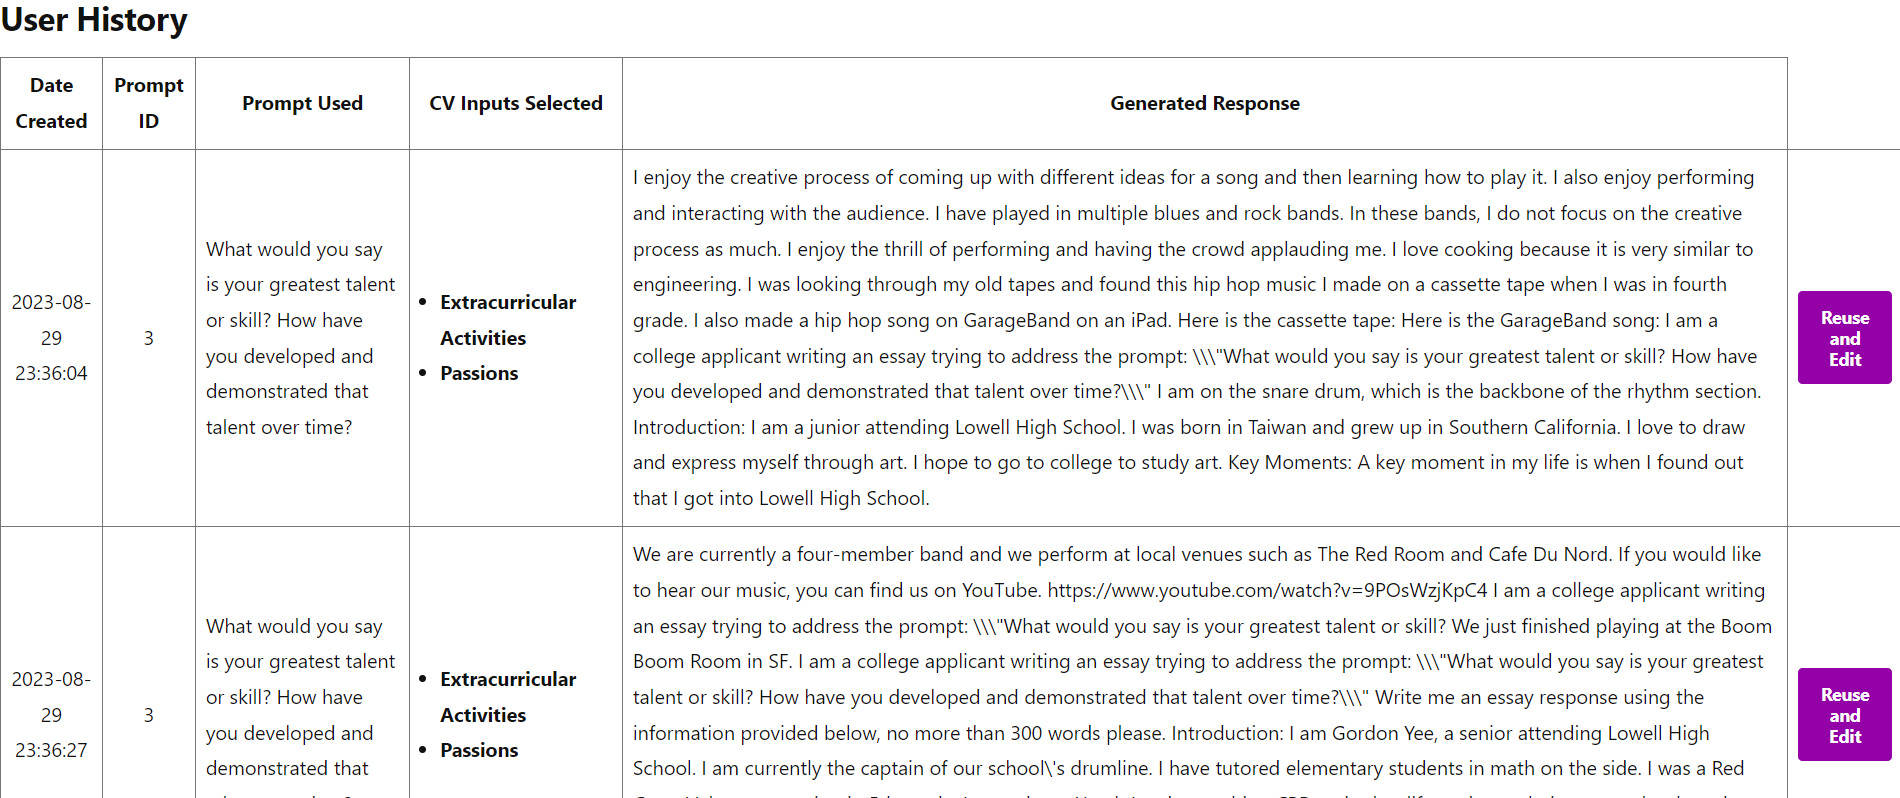 User History
Date
Created
Prompt
ID
Prompt Used
CV Inputs Selected
Generated Response
2023-08-
29
23:36:04
3
What would you say
is your greatest talent
or skill? How have
you developed and
demonstrated that
talent over time?
Extracurricular
Activities
Passions
I enjoy the creative process of coming up with different ideas for a song and then learning how to play it. I also enjoy performing
and interacting with the audience. I have played in multiple blues and rock bands. In these bands, I do not focus on the creative
process as much. I enjoy the thrill of performing and having the crowd applauding me. I love cooking because it is very similar to
engineering. I was looking through my old tapes and found this hip hop music I made on a cassette tape when I was in fourth
grade. I also made a hip hop song on GarageBand on an iPad. Here is the cassette tape: Here is the GarageBand song: I am a
college applicant writing an essay trying to address the prompt: \\\"What would you say is your greatest talent or skill? How have
you developed and demonstrated that talent over time?\\\" I am on the snare drum, which is the backbone of the rhythm section.
Introduction: I am a junior attending Lowell High School. I was born in Taiwan and grew up in Southern California. I love to draw
and express myself through art. I hope to go to college to study art. Key Moments: A key moment in my life is when I found out
that I got into Lowell High School.
Reuse
and
Edit
2023-08-
29
23:36:27
3
What would you say
is your greatest talent
or skill? How have
you developed and
demonstrated that
Extracurricular
Activities
Passions
We are currently a four-member band and we perform at local venues such as The Red Room and Cafe Du Nord. If you would like
to hear our music, you can find us on YouTube. https://www.youtube.com/watch?v=9POsWzjKpC4 I am a college applicant writing
an essay trying to address the prompt: \\\"What would you say is your greatest talent or skill? We just finished playing at the Boom
Boom Room in SF. I am a college applicant writing an essay trying to address the prompt: \\\"What would you say is your greatest
talent or skill? How have you developed and demonstrated that talent over time?\\\" Write me an essay response using the
information provided below, no more than 300 words please. Introduction: I am Gordon Yee, a senior attending Lowell High
School. I am currently the captain of our school\'s drumline. I have tutored elementary students in math on the side. I was a Red
Reuse
and
Edit